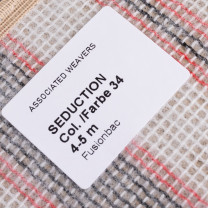 ASSOCIATED WEAVERS
SEDUCTION
Col. /Farbe 34
4-5 m
Fusionbac